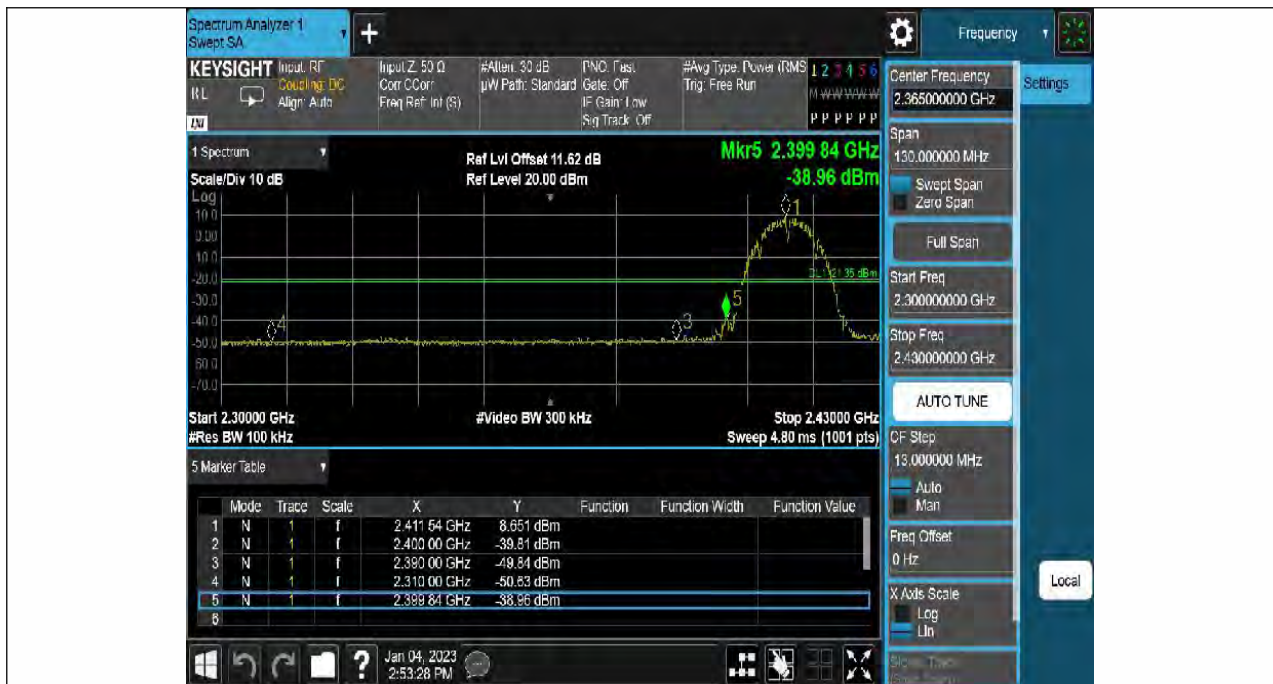 Spectrum Analyzer 1
Swept SA
+
Frequency
KEYSIGHT
RL
LXI
Input: RF
Coupling: DC
Align: Auto
Input Z: 50 Ω
Corr CCorr
Freq Ref: Int (S)
#Atten: 30 dB
µW Path: Standard
PNO: Fast
Gate: Off
IF Gain: Low
Sig Track: Off
#Avg Type: Power (RMS
Trig: Free Run
1 2 3 4 5 6
M W W W W W
P P P P P P
1 Spectrum
Scale/Div 10 dB
Ref Lvl Offset 11.62 dB
Ref Level 20.00 dBm
Mkr5 2.399 84 GHz
-38.96 dBm
Log
10.0
0.00
-10.0
-20.0
-30.0
-40.0
-50.0
-60.0
-70.0
1
DL1 -21.35 dBm
5
3
4
Start 2.30000 GHz
#Video BW 300 kHz
Stop 2.43000 GHz
#Res BW 100 kHz
Sweep 4.80 ms (1001 pts)
5 Marker Table
Mode Trace Scale X Y Function Function Width Function Value
1 N 1 f 2.411 54 GHz 8.651 dBm
2 N 1 f 2.400 00 GHz -39.81 dBm
3 N 1 f 2.390 00 GHz -49.84 dBm
4 N 1 f 2.310 00 GHz -50.63 dBm
5 N 1 f 2.399 84 GHz -38.96 dBm
6
Jan 04, 2023
2:53:28 PM
?
Center Frequency
2.365000000 GHz
Settings
Span
130.000000 MHz
Swept Span
Zero Span
Full Span
Start Freq
2.300000000 GHz
Stop Freq
2.430000000 GHz
AUTO TUNE
CF Step
13.000000 MHz
Auto
Man
Freq Offset
0 Hz
X Axis Scale
Log
Lin
Local